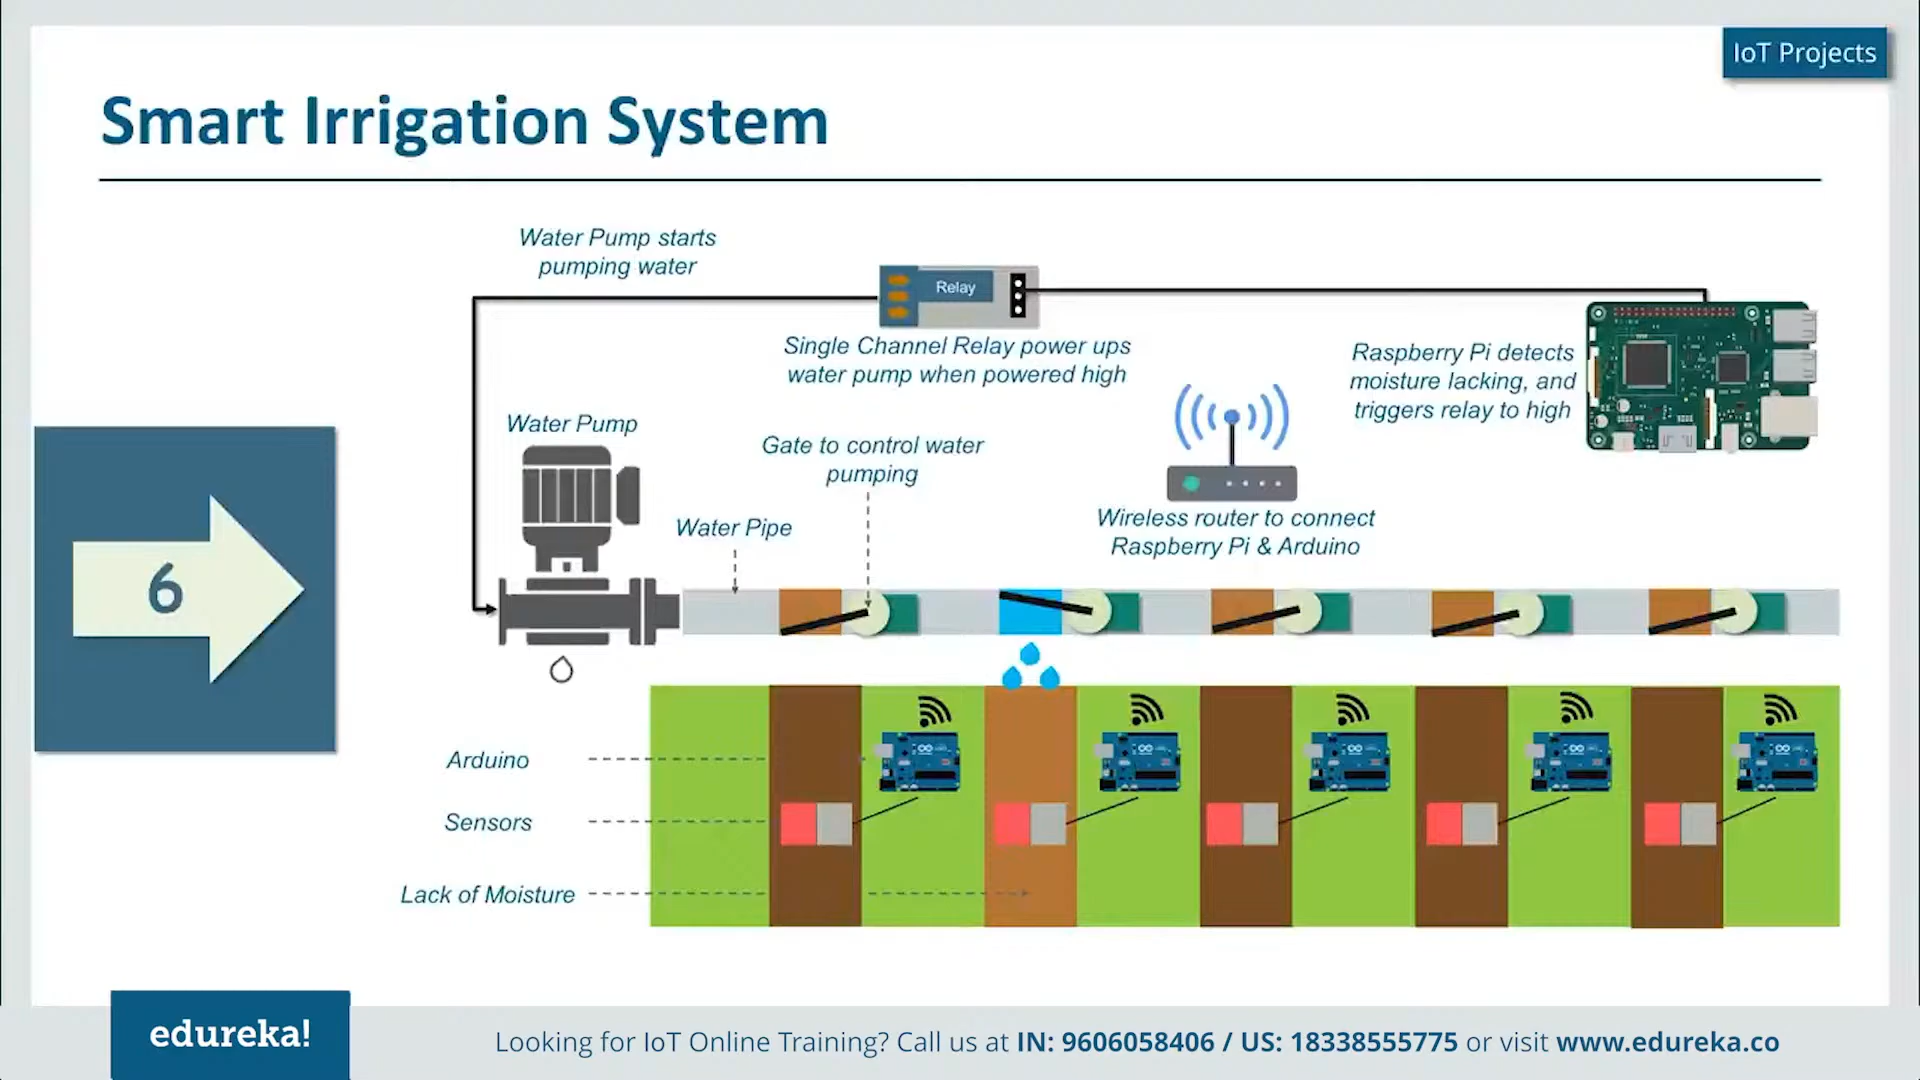 IoT Projects
Smart Irrigation System
Water Pump starts
pumping water
Relay
Single Channel Relay power ups
water pump when powered high
Raspberry Pi detects
moisture lacking, and
triggers relay to high
Water Pump
Gate to control water
pumping
Water Pipe
Wireless router to connect
Raspberry Pi & Arduino
6
Arduino
Sensors
Lack of Moisture
edureka!
Looking for IoT Online Training? Call us at IN: 9606058406 / US: 18338555775 or visit www.edureka.co